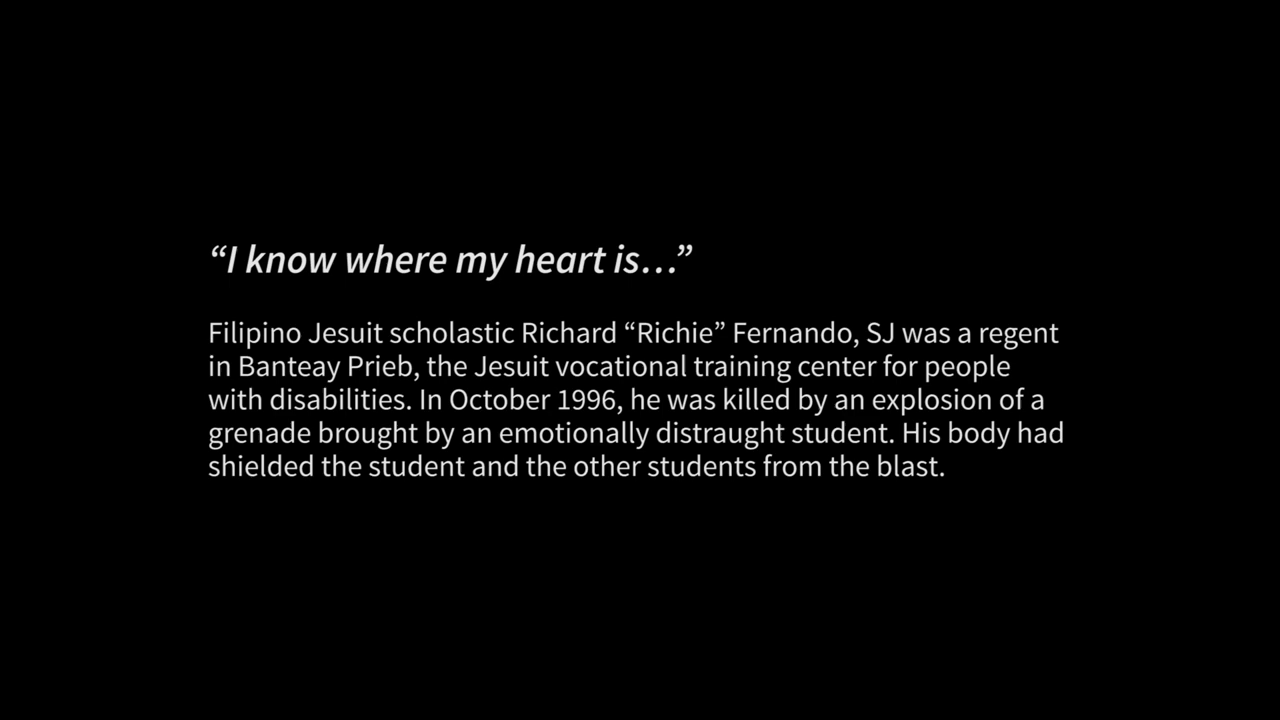 “I know where my heart is…”
Filipino Jesuit scholastic Richard “Richie” Fernando, SJ was a regent
in Banteay Prieb, the Jesuit vocational training center for people
with disabilities. In October 1996, he was killed by an explosion of a
grenade brought by an emotionally distraught student. His body had
shielded the student and the other students from the blast.